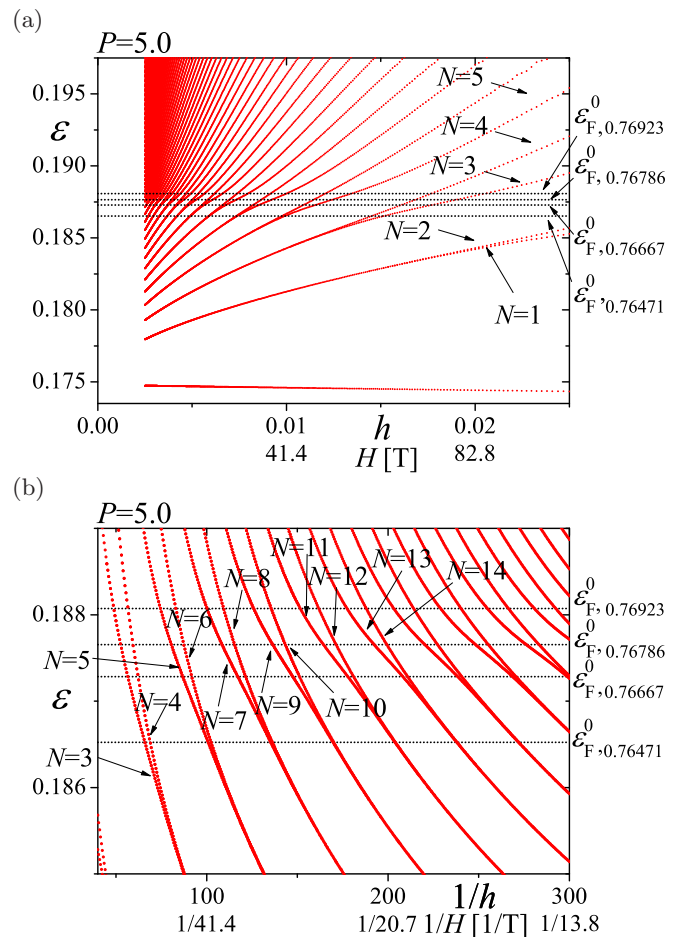 (a)
P=5.0
0.195
ε
0.190
0.185
0.180
0.175
N=5
N=4
N=3
N=2
N=1
ε⁰F, 0.76923
ε⁰F, 0.76786
ε⁰F, 0.76667
ε⁰F, 0.76471
0.00 0.01 h 0.02
41.4 H [T] 82.8
(b)
P=5.0
0.188
ε
0.186
N=11
N=12
N=13
N=14
N=8
N=6
N=5
N=4
N=3
N=7
N=9
N=10
ε⁰F, 0.76923
ε⁰F, 0.76786
ε⁰F, 0.76667
ε⁰F, 0.76471
100 200 1/h 300
1/41.4 1/20.7 1/H [1/T] 1/13.8